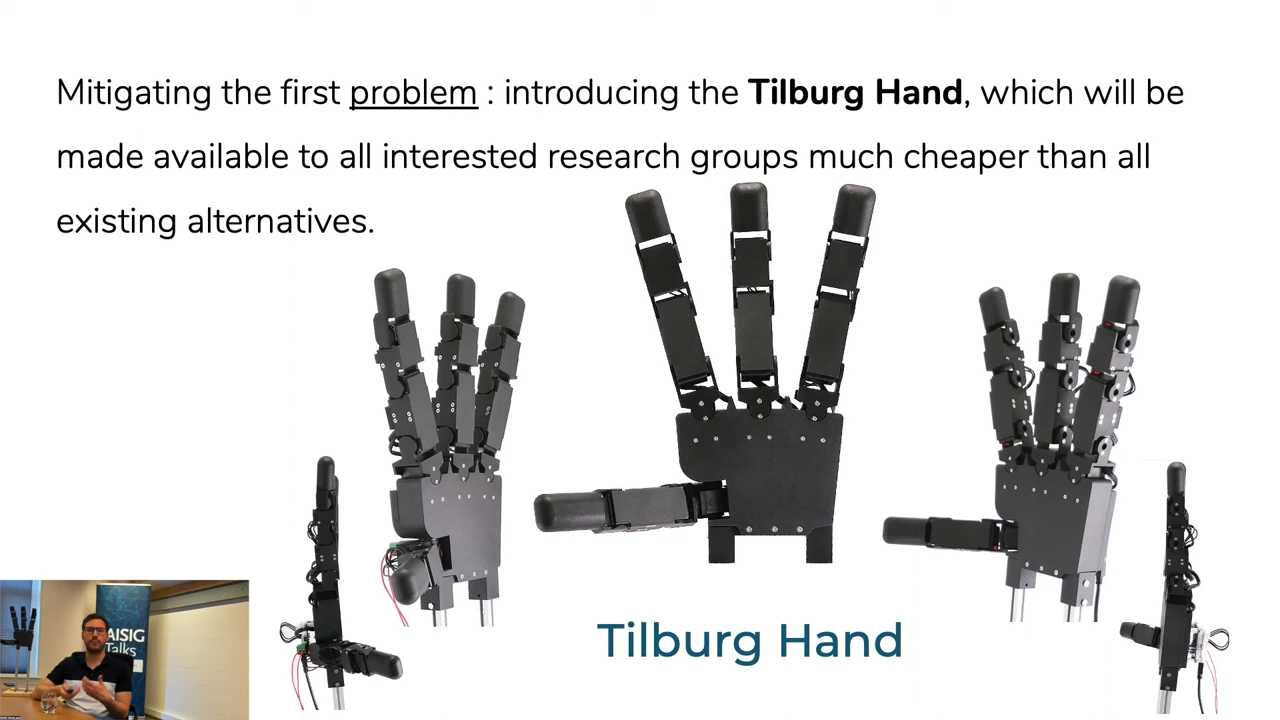 Mitigating the first problem : introducing the Tilburg Hand, which will be
made available to all interested research groups much cheaper than all
existing alternatives.
Tilburg Hand
AISIG
Talks